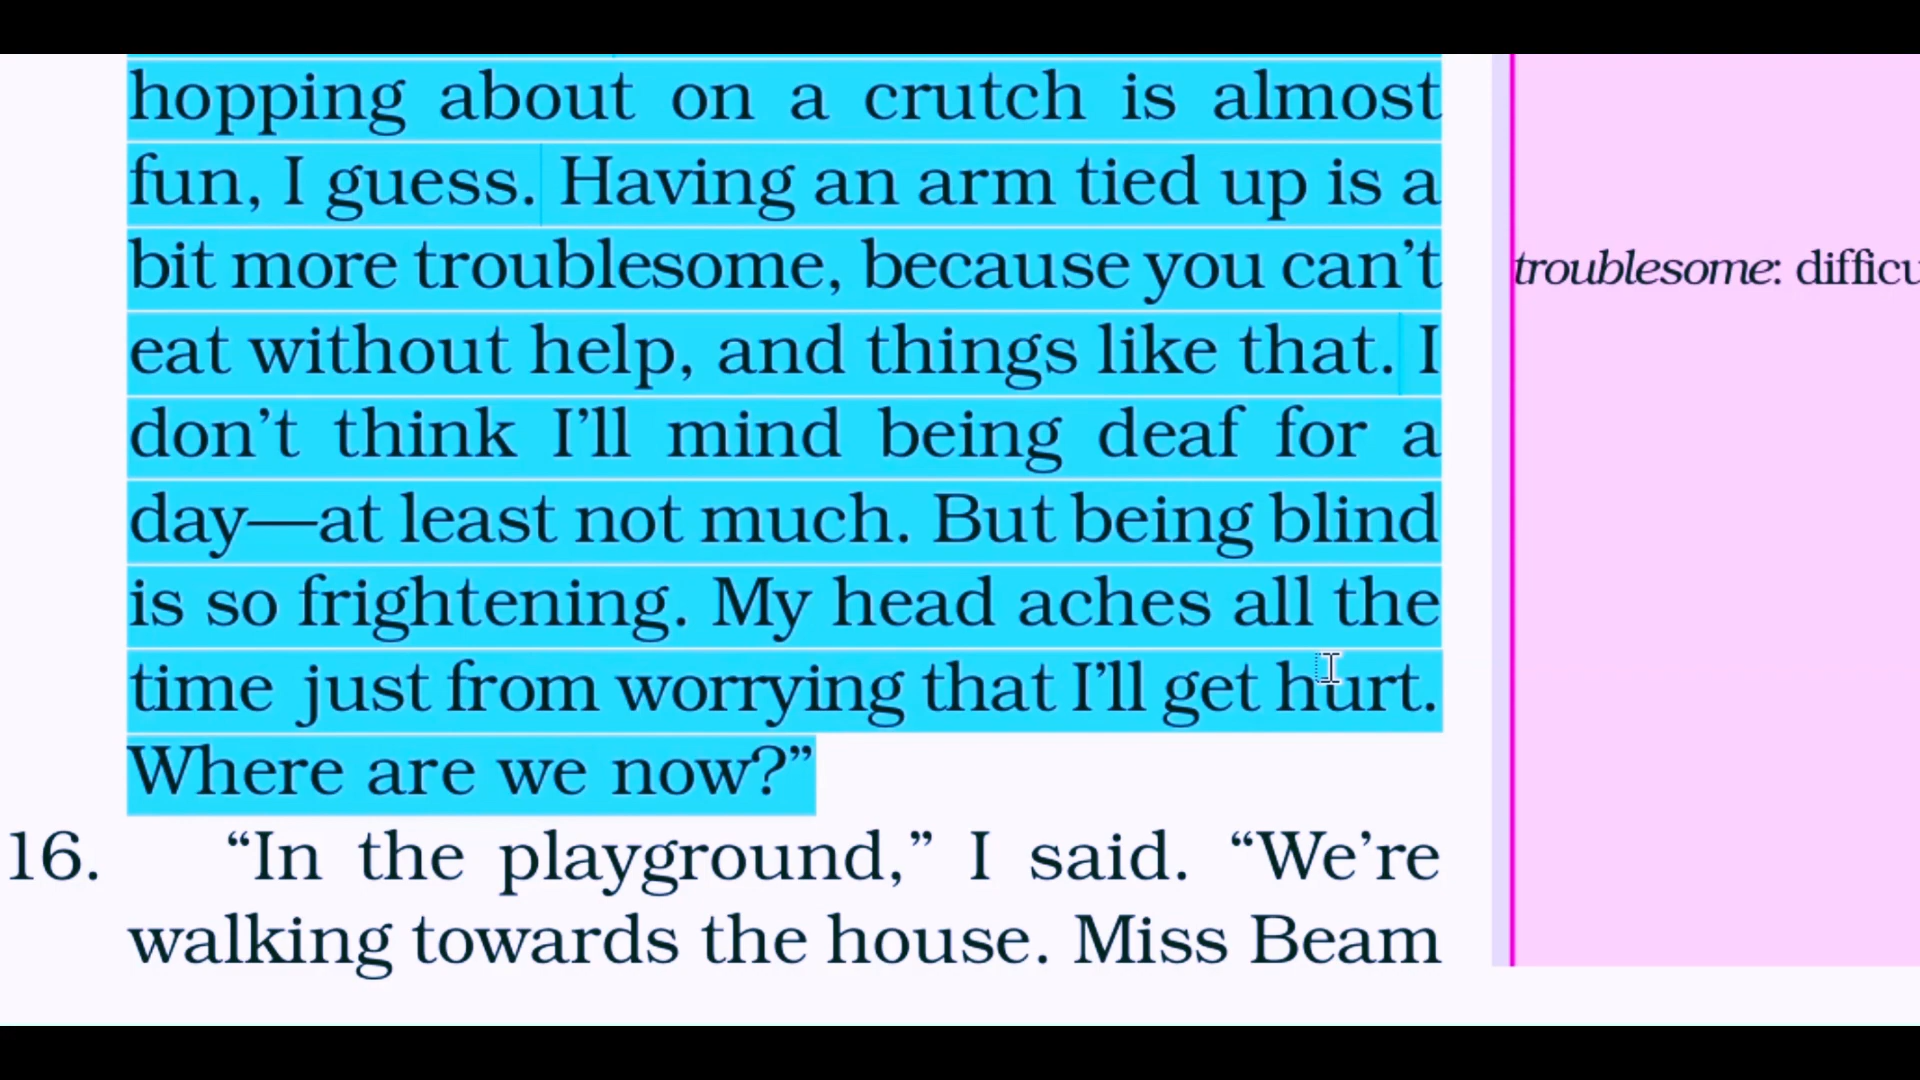 hopping about on a crutch is almost
fun, I guess. Having an arm tied up is a
bit more troublesome, because you can’t
troublesome: difficu
eat without help, and things like that. I
don’t think I’ll mind being deaf for a
day—at least not much. But being blind
is so frightening. My head aches all the
time just from worrying that I’ll get hurt.
Where are we now?”
16. “In the playground,” I said. “We’re
walking towards the house. Miss Beam